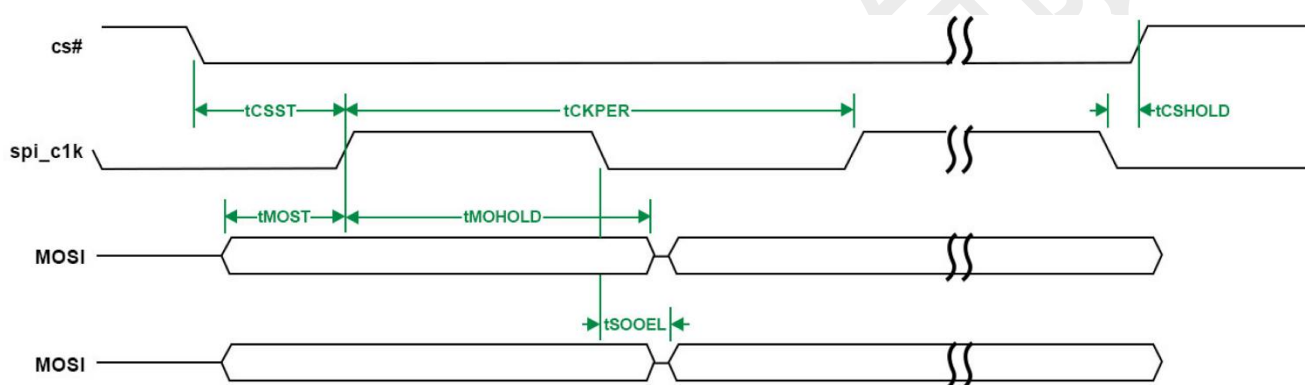 cs#
tCSST
tCKPER
tCSHOLD
spi_c1k
tMOST
tMOHOLD
MOSI
tSOOEL
MOSI